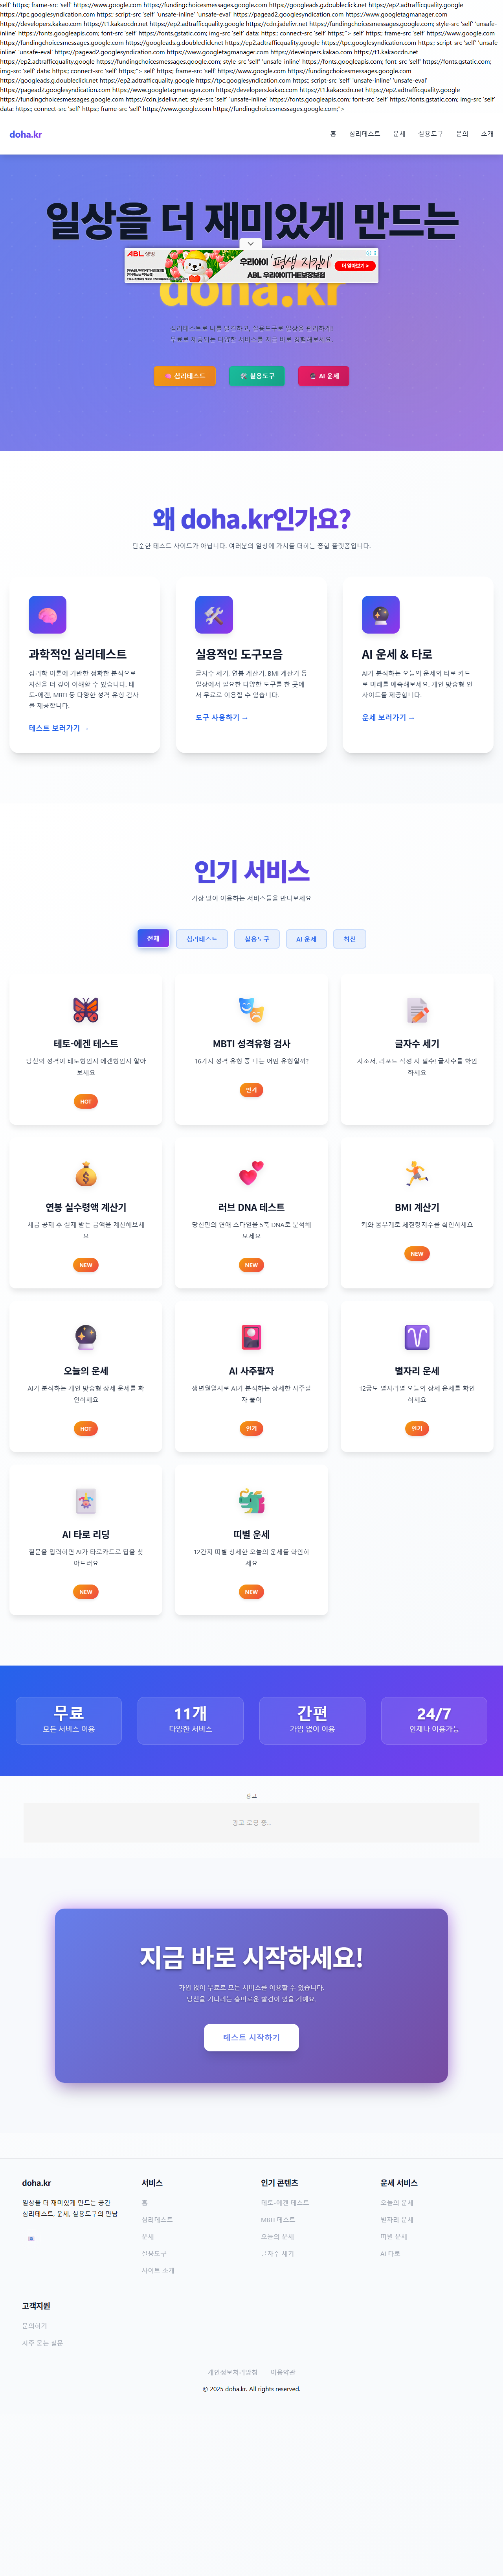 self' https:; frame-src 'self' https://www.google.com https://fundingchoicesmessages.google.com https://googleads.g.doubleclick.net https://ep2.adtrafficquality.google
https://tpc.googlesyndication.com https:; script-src 'self' 'unsafe-inline' 'unsafe-eval' https://pagead2.googlesyndication.com https://www.googletagmanager.com
https://developers.kakao.com https://t1.kakaocdn.net https://ep2.adtrafficquality.google https://cdn.jsdelivr.net https://fundingchoicesmessages.google.com; style-src 'self' 'unsafe-
inline' https://fonts.googleapis.com; font-src 'self' https://fonts.gstatic.com; img-src 'self' data: https:; connect-src 'self' https:;"> self' https:; frame-src 'self' https://www.google.com
https://fundingchoicesmessages.google.com https://googleads.g.doubleclick.net https://ep2.adtrafficquality.google https://tpc.googlesyndication.com https:; script-src 'self' 'unsafe-
inline' 'unsafe-eval' https://pagead2.googlesyndication.com https://www.googletagmanager.com https://developers.kakao.com https://t1.kakaocdn.net
https://ep2.adtrafficquality.google https://fundingchoicesmessages.google.com; style-src 'self' 'unsafe-inline' https://fonts.googleapis.com; font-src 'self' https://fonts.gstatic.com;
img-src 'self' data: https:; connect-src 'self' https:;"> self' https:; frame-src 'self' https://www.google.com https://fundingchoicesmessages.google.com
https://googleads.g.doubleclick.net https://ep2.adtrafficquality.google https://tpc.googlesyndication.com https:; script-src 'self' 'unsafe-inline' 'unsafe-eval'
https://pagead2.googlesyndication.com https://www.googletagmanager.com https://developers.kakao.com https://t1.kakaocdn.net https://ep2.adtrafficquality.google
https://fundingchoicesmessages.google.com https://cdn.jsdelivr.net; style-src 'self' 'unsafe-inline' https://fonts.googleapis.com; font-src 'self' https://fonts.gstatic.com; img-src 'self'
data: https:; connect-src 'self' https:; frame-src 'self' https://www.google.com https://fundingchoicesmessages.google.com;">
doha.kr
홈 심리테스트 운세 실용도구 문의 소개
일상을 더 재미있게 만드는
ABL생명
우리아이 '평생 지킴이'
ABL 우리아이THE보장보험
더 알아보기 >
doha.kr
심리테스트로 나를 발견하고, 실용도구로 일상을 편리하게!
무료로 제공되는 다양한 서비스를 지금 바로 경험해보세요.
심리테스트
실용도구
AI 운세
왜 doha.kr인가요?
단순한 테스트 사이트가 아닙니다. 여러분의 일상에 가치를 더하는 종합 플랫폼입니다.
과학적인 심리테스트
심리학 이론에 기반한 정확한 분석으로
자신을 더 깊이 이해할 수 있습니다. 테
토-에겐, MBTI 등 다양한 성격 유형 검사
를 제공합니다.
테스트 보러가기 →
실용적인 도구모음
글자수 세기, 연봉 계산기, BMI 계산기 등
일상에서 필요한 다양한 도구를 한 곳에
서 무료로 이용할 수 있습니다.
도구 사용하기 →
AI 운세 & 타로
AI가 분석하는 오늘의 운세와 타로 카드
로 미래를 예측해보세요. 개인 맞춤형 인
사이트를 제공합니다.
운세 보러가기 →
인기 서비스
가장 많이 이용하는 서비스들을 만나보세요
전체
심리테스트
실용도구
AI 운세
최신
테토-에겐 테스트
당신의 성격이 테토형인지 에겐형인지 알아
보세요
HOT
MBTI 성격유형 검사
16가지 성격 유형 중 나는 어떤 유형일까?
인기
글자수 세기
자소서, 리포트 작성 시 필수! 글자수를 확인
하세요
연봉 실수령액 계산기
세금 공제 후 실제 받는 금액을 계산해보세
요
NEW
러브 DNA 테스트
당신만의 연애 스타일을 5축 DNA로 분석해
보세요
NEW
BMI 계산기
키와 몸무게로 체질량지수를 확인하세요
NEW
오늘의 운세
AI가 분석하는 개인 맞춤형 상세 운세를 확
인하세요
HOT
AI 사주팔자
생년월일시로 AI가 분석하는 상세한 사주팔
자 풀이
인기
별자리 운세
12궁도 별자리별 오늘의 상세 운세를 확인
하세요
인기
AI 타로 리딩
질문을 입력하면 AI가 타로카드로 답을 찾
아드려요
NEW
띠별 운세
12간지 띠별 상세한 오늘의 운세를 확인하
세요
NEW
무료
모든 서비스 이용
11개
다양한 서비스
간편
가입 없이 이용
24/7
언제나 이용가능
광고
광고 로딩 중...
지금 바로 시작하세요!
가입 없이 무료로 모든 서비스를 이용할 수 있습니다.
당신을 기다리는 흥미로운 발견이 있을 거예요.
테스트 시작하기
doha.kr
일상을 더 재미있게 만드는 공간
심리테스트, 운세, 실용도구의 만남
서비스
홈
심리테스트
운세
실용도구
사이트 소개
인기 콘텐츠
테토-에겐 테스트
MBTI 테스트
오늘의 운세
글자수 세기
운세 서비스
오늘의 운세
별자리 운세
띠별 운세
AI 타로
고객지원
문의하기
자주 묻는 질문
개인정보처리방침 이용약관
© 2025 doha.kr. All rights reserved.